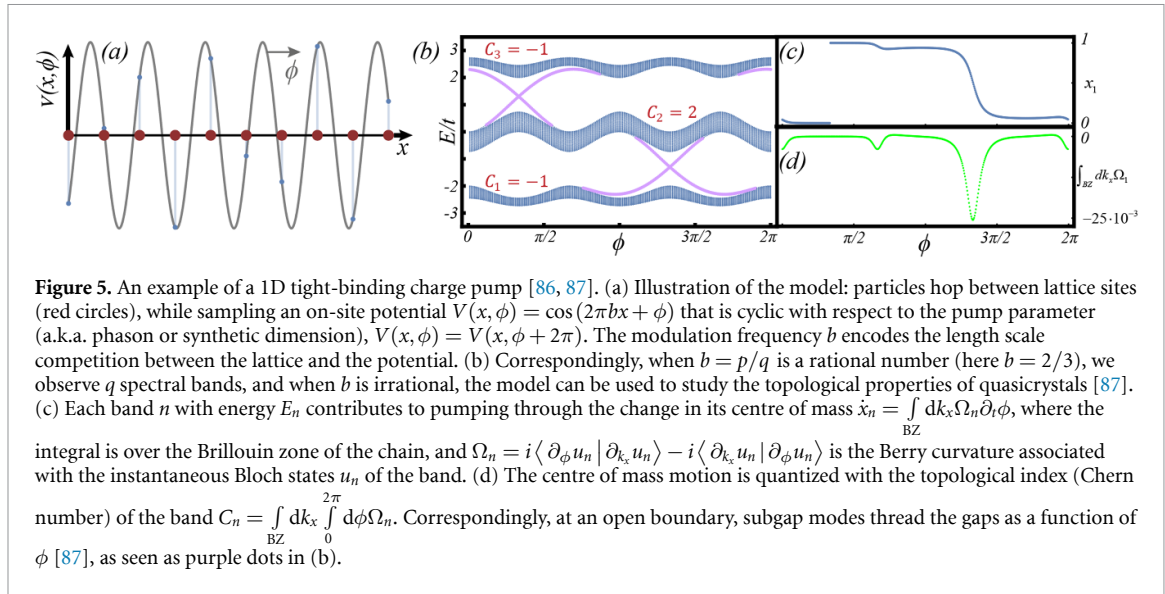 (a)
V(x,ϕ)
ϕ
x
(b)
C₃ = −1
C₂ = 2
C₁ = −1
E/t
3
2
-2
-3
0
π/2
ϕ
3π/2
2π
(c)
1
x₁
0
(d)
0
∫_BZ dkₓΩ₁
−25·10⁻³
π/2
ϕ
3π/2
2π
Figure 5. An example of a 1D tight-binding charge pump [86, 87]. (a) Illustration of the model: particles hop between lattice sites
(red circles), while sampling an on-site potential V(x, ϕ) = cos (2πbx + ϕ) that is cyclic with respect to the pump parameter
(a.k.a. phason or synthetic dimension), V(x, ϕ) = V(x, ϕ + 2π). The modulation frequency b encodes the length scale
competition between the lattice and the potential. (b) Correspondingly, when b = p/q is a rational number (here b = 2/3), we
observe q spectral bands, and when b is irrational, the model can be used to study the topological properties of quasicrystals [87].
(c) Each band n with energy Eₙ contributes to pumping through the change in its centre of mass ẋₙ = ∫_BZ dkₓΩₙ∂ₜϕ, where the
integral is over the Brillouin zone of the chain, and Ωₙ = i⟨∂_ϕuₙ|∂_kₓuₙ⟩ − i⟨∂_kₓuₙ|∂_ϕuₙ⟩ is the Berry curvature associated
with the instantaneous Bloch states uₙ of the band. (d) The centre of mass motion is quantized with the topological index (Chern
number) of the band Cₙ = ∫_BZ dkₓ ∫₀^2π dϕΩₙ. Correspondingly, at an open boundary, subgap modes thread the gaps as a function of
ϕ [87], as seen as purple dots in (b).